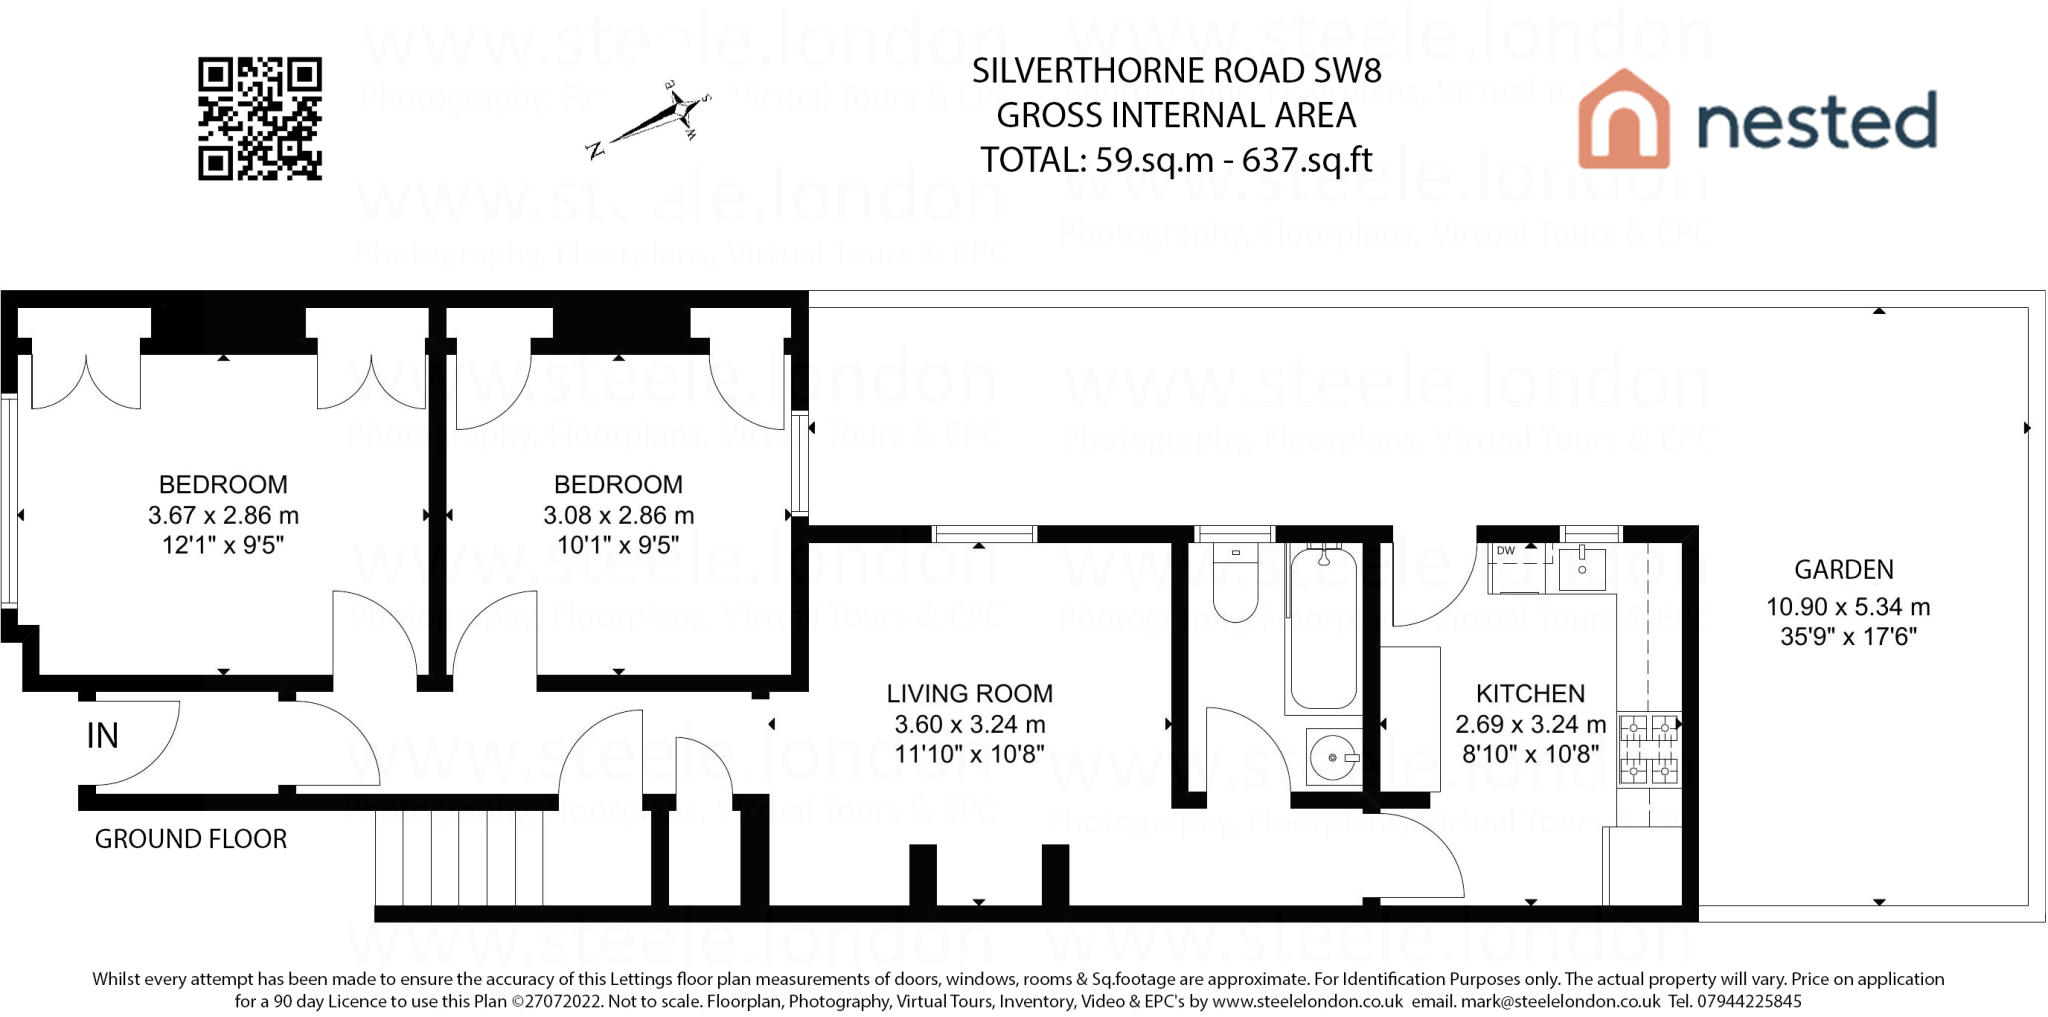 SILVERTHORNE ROAD SW8
GROSS INTERNAL AREA
TOTAL: 59.sq.m - 637.sq.ft
nested
N
E
S
W
www.steele.london
Photography, Floorplans, Virtual Tours & EPC
BEDROOM
3.67 x 2.86 m
12'1" x 9'5"
BEDROOM
3.08 x 2.86 m
10'1" x 9'5"
DW
GARDEN
10.90 x 5.34 m
35'9" x 17'6"
LIVING ROOM
3.60 x 3.24 m
11'10" x 10'8"
KITCHEN
2.69 x 3.24 m
8'10" x 10'8"
IN
GROUND FLOOR
Whilst every attempt has been made to ensure the accuracy of this Lettings floor plan measurements of doors, windows, rooms & Sq.footage are approximate. For Identification Purposes only. The actual property will vary. Price on application
for a 90 day Licence to use this Plan ©27072022. Not to scale. Floorplan, Photography, Virtual Tours, Inventory, Video & EPC's by www.steelelondon.co.uk email. mark@steelelondon.co.uk Tel. 07944225845